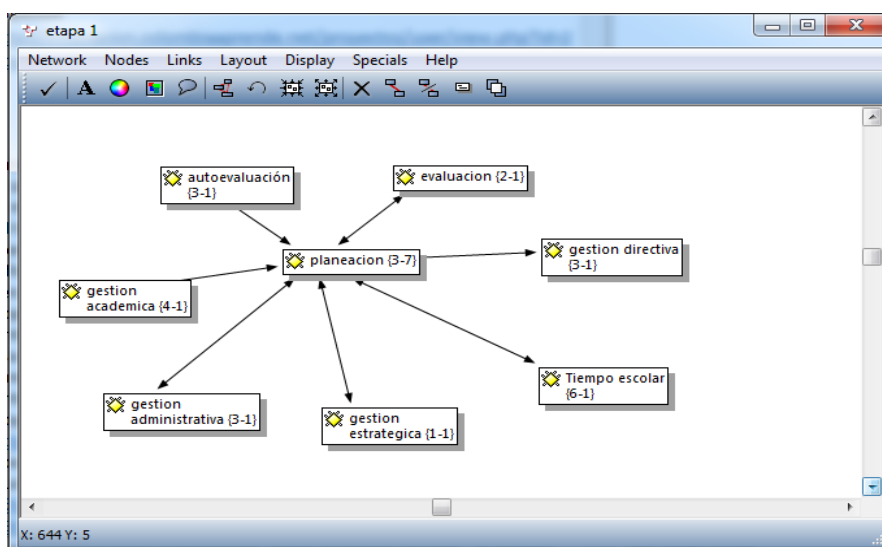 etapa 1
Network Nodes Links Layout Display Specials Help
A
autoevaluación
{3-1}
evaluacion {2-1}
planeacion {3-7}
gestion directiva
{3-1}
gestion
academica {4-1}
Tiempo escolar
{6-1}
gestion
administrativa {3-1}
gestion
estrategica {1-1}
X: 644 Y: 5